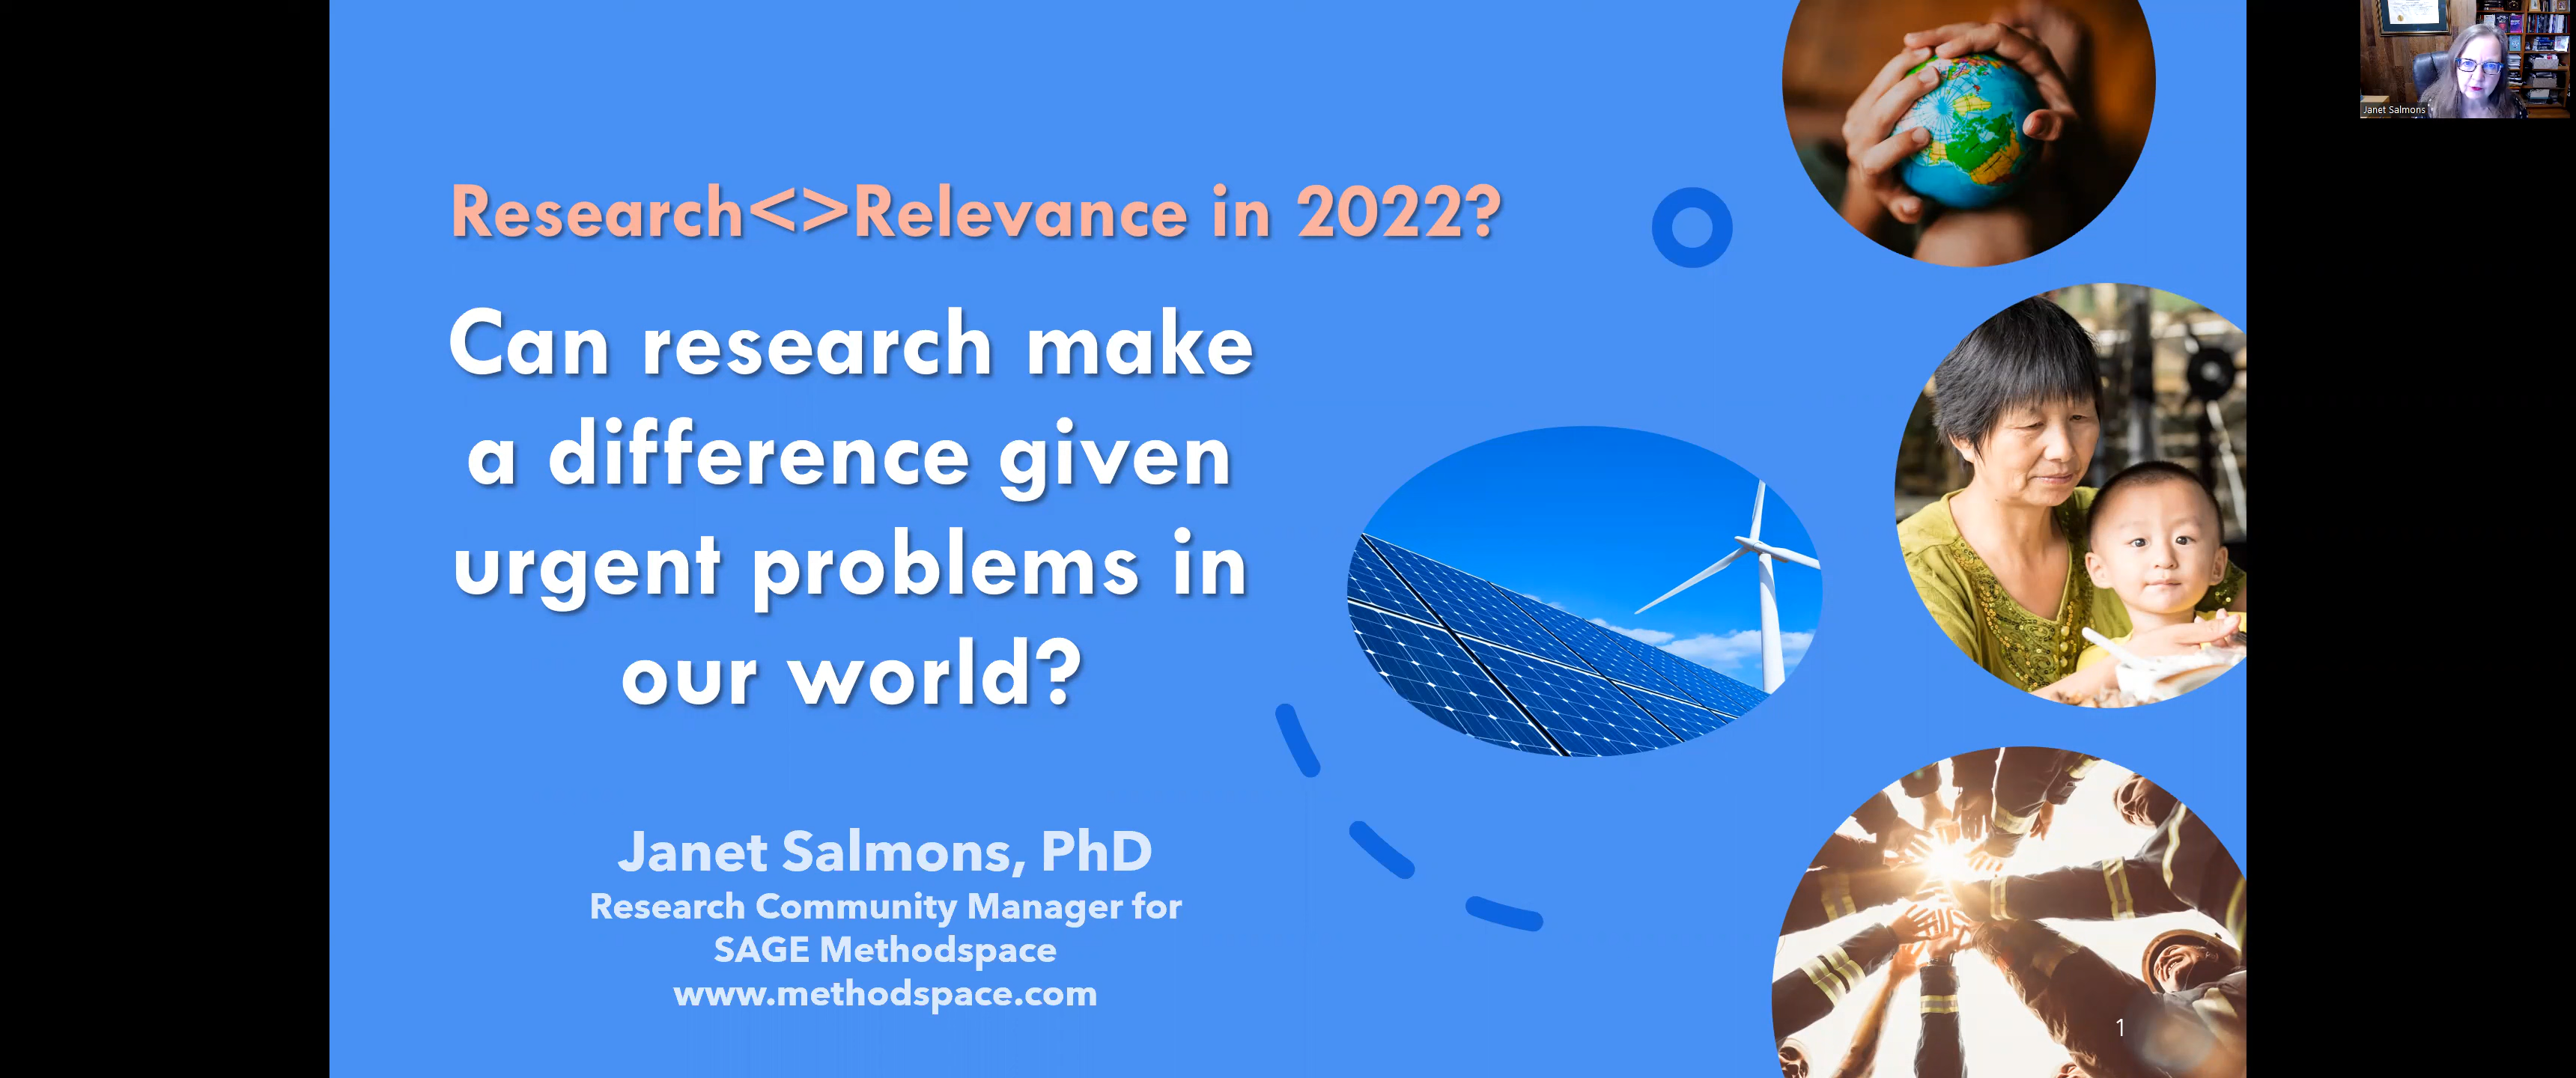 Research<>Relevance in 2022?
Can research make
a difference given
urgent problems in
our world?
Janet Salmons, PhD
Research Community Manager for
SAGE Methodspace
www.methodspace.com
1
Janet Salmons